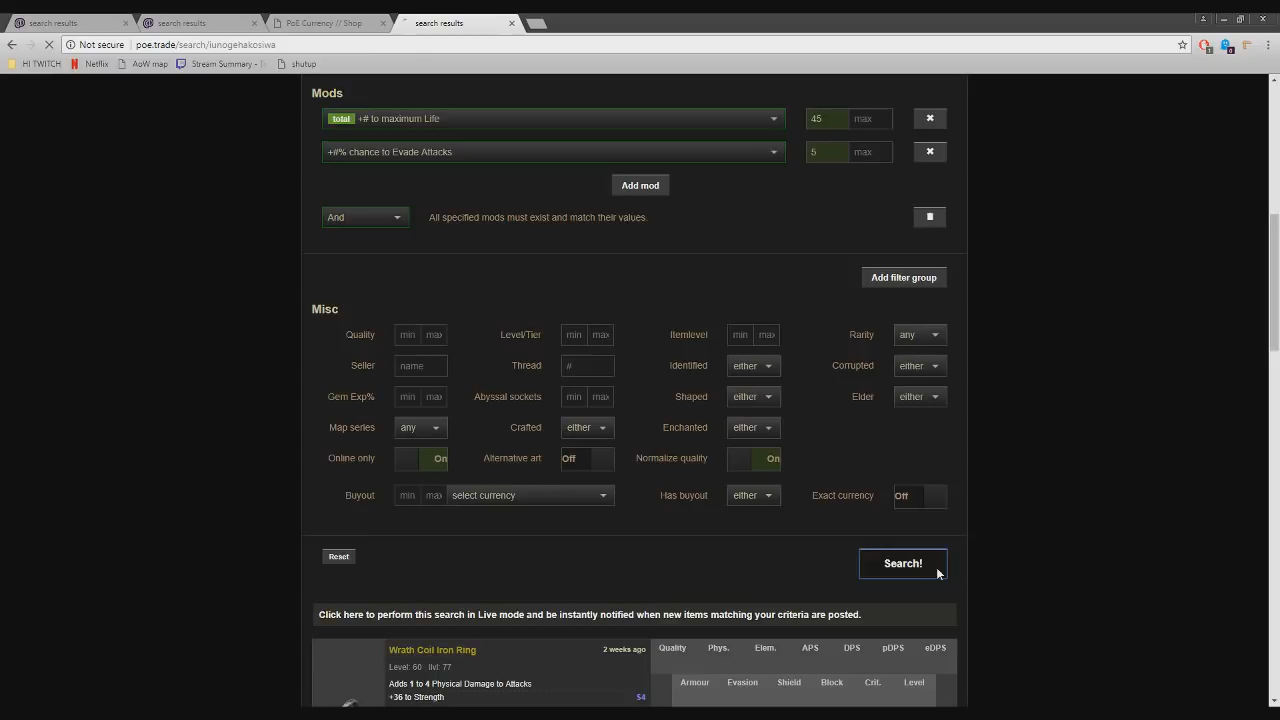 search results × search results × PoE Currency // Shop × search results ×
Not secure | poe.trade/search/iunogehakosiwa
HI TWITCH Netflix AoW map Stream Summary - shutup
Mods
total +# to maximum Life 45 max
+#% chance to Evade Attacks 5 max
Add mod
And All specified mods must exist and match their values.
Add filter group
Misc
Quality min max Level/Tier min max Itemlevel min max Rarity any
Seller name Thread # Identified either Corrupted either
Gem Exp% min max Abyssal sockets min max Shaped either Elder either
Map series any Crafted either Enchanted either
Online only On Alternative art Off Normalize quality On
Buyout min max select currency Has buyout either Exact currency Off
Reset Search!
Click here to perform this search in Live mode and be instantly notified when new items matching your criteria are posted.
Wrath Coil Iron Ring 2 weeks ago Quality Phys. Elem. APS DPS pDPS eDPS
Level: 60 ilvl: 77
Adds 1 to 4 Physical Damage to Attacks Armour Evasion Shield Block Crit. Level
+36 to Strength S4